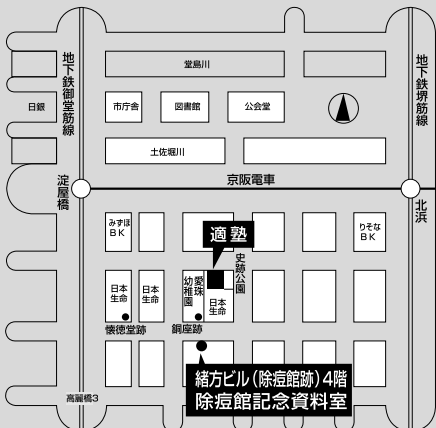 地下鉄御堂筋線
堂島川
地下鉄堺筋線
日銀
市庁舎
図書館
公会堂
土佐堀川
淀屋橋
京阪電車
北浜
みずほ
BK
適塾
りそな
BK
史跡公園
日本
生命
日本
生命
愛珠
幼稚園
日本
生命
懐徳堂跡
銅座跡
緒方ビル(除痘館跡)4階
除痘館記念資料室
高麗橋3